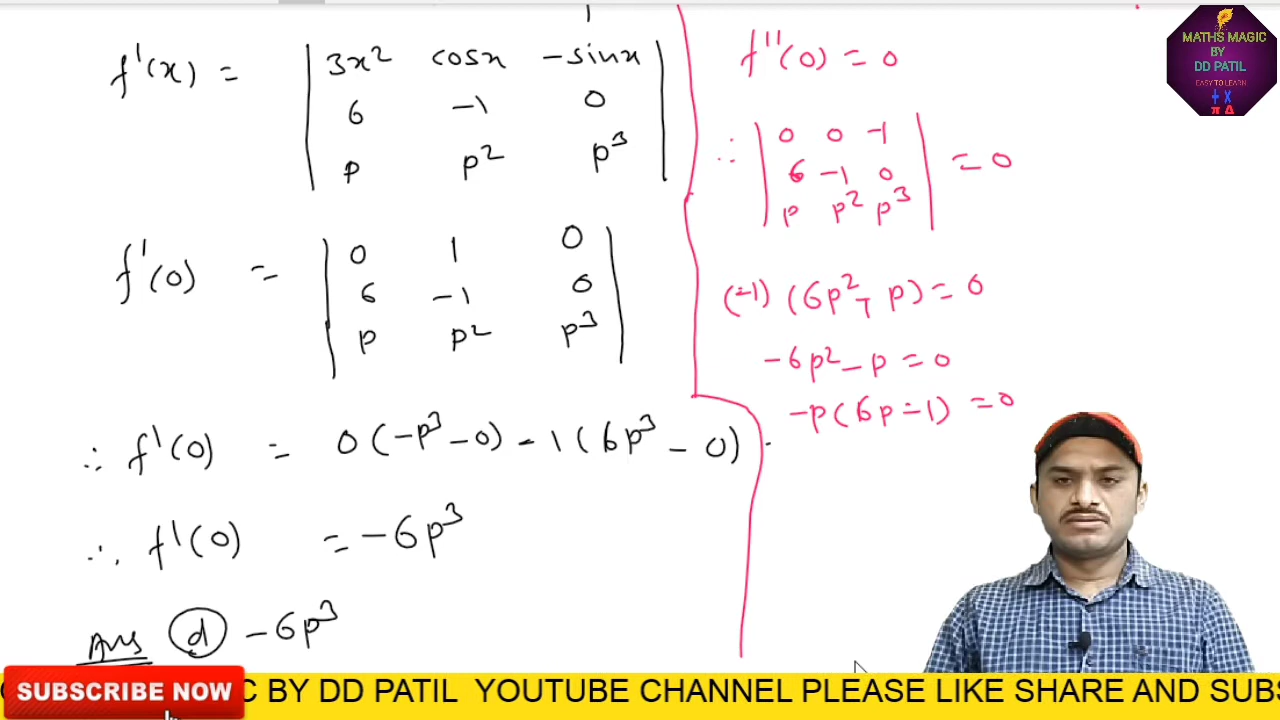 f'(x) = | 3x² cosx -sinx |
| 6 -1 0 |
| p p² p³ |
f'(0) = | 0 1 0 |
| 6 -1 0 |
| p p² p³ |
∴ f'(0) = 0(-p³ - 0) - 1(6p³ - 0)
∴ f'(0) = -6p³
Ans (d) -6p³
f''(0) = 0
∴ | 0 0 -1 |
| 6 -1 0 | = 0
| p p² p³ |
(-1) (6p² + p) = 0
-6p² - p = 0
-p(6p = 1) = 0
MATHS MAGIC
BY
DD PATIL
EASY TO LEARN
+ X
π Δ
SUBSCRIBE NOW
C BY DD PATIL YOUTUBE CHANNEL PLEASE LIKE SHARE AND SUBS